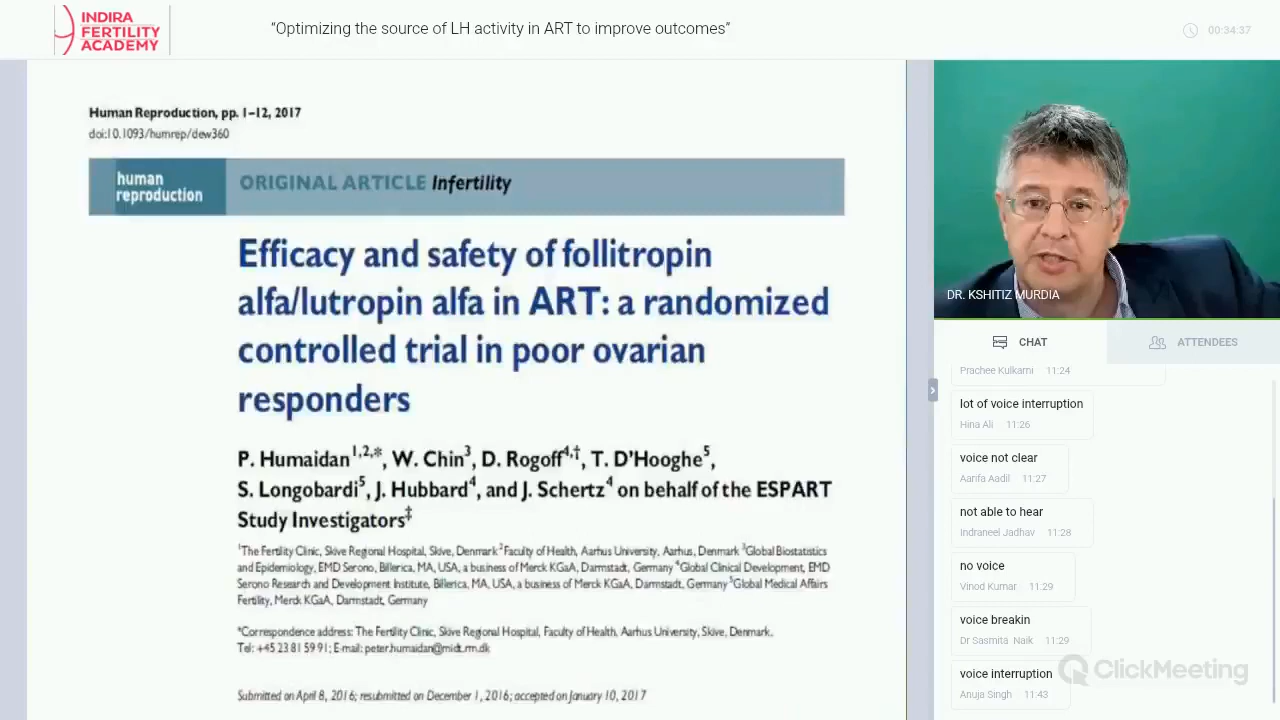 INDIRA
FERTILITY
ACADEMY
“Optimizing the source of LH activity in ART to improve outcomes”
00:34:37
Human Reproduction, pp. 1–12, 2017
doi:10.1093/humrep/dew360
human
reproduction
ORIGINAL ARTICLE Infertility
Efficacy and safety of follitropin
alfa/lutropin alfa in ART: a randomized
controlled trial in poor ovarian
responders
P. Humaidan1,2,*, W. Chin3, D. Rogoff4,†, T. D’Hooghe5,
S. Longobardi5, J. Hubbard4, and J. Schertz4 on behalf of the ESPART
Study Investigators‡
1The Fertility Clinic, Skive Regional Hospital, Skive, Denmark 2Faculty of Health, Aarhus University, Aarhus, Denmark 3Global Biostatistics
and Epidemiology, EMD Serono, Billerica, MA, USA, a business of Merck KGaA, Darmstadt, Germany 4Global Clinical Development, EMD
Serono Research and Development Institute, Billerica, MA, USA, a business of Merck KGaA, Darmstadt, Germany 5Global Medical Affairs
Fertility, Merck KGaA, Darmstadt, Germany
*Correspondence address: The Fertility Clinic, Skive Regional Hospital, Faculty of Health, Aarhus University, Skive, Denmark.
Tel: +45 23 81 59 91; E-mail: peter.humaidan@midt.rm.dk
Submitted on April 8, 2016; resubmitted on December 1, 2016; accepted on January 10, 2017
DR. KSHITIZ MURDIA
CHAT
ATTENDEES
Prachee Kulkarni 11:24
lot of voice interruption
Hina Ali 11:26
voice not clear
Aarifa Aadil 11:27
not able to hear
Indraneel Jadhav 11:28
no voice
Vinod Kumar 11:29
voice breakin
Dr Sasmita Naik 11:29
voice interruption
Anuja Singh 11:43
ClickMeeting